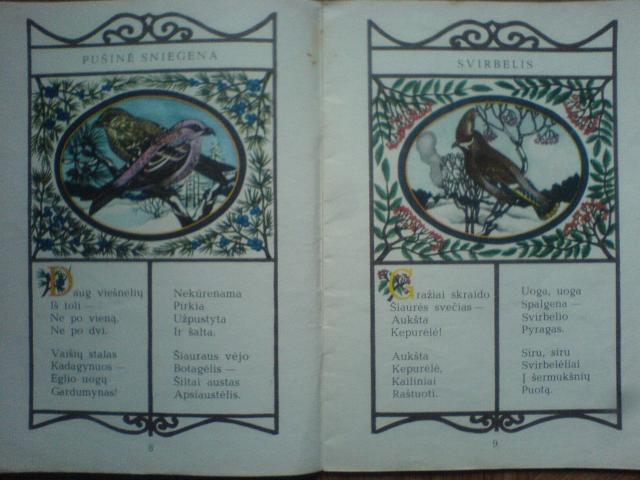 PUŠINĖ SNIEGENA
Daug viešnelių
Iš toli —
Ne po vieną,
Ne po dvi.
Vaišių stalas
Kadagynuos —
Eglio uogų
Gardumynas!
Nekūrenama
Pirkia
Užpustyta
Ir šalta.
Šiauraus vėjo
Botagėlis —
Šiltai austas
Apsiaustėlis.
8
SVIRBELIS
Gražiai skraido
Šiaurės svečias —
Aukšta
Kepurėlė!
Aukšta
Kepurėlė,
Kailiniai
Raštuoti.
Uoga, uoga
Spalgena —
Svirbelio
Pyragas.
Siru, siru
Svirbelėliai
Į šermukšnių
Puotą.
9